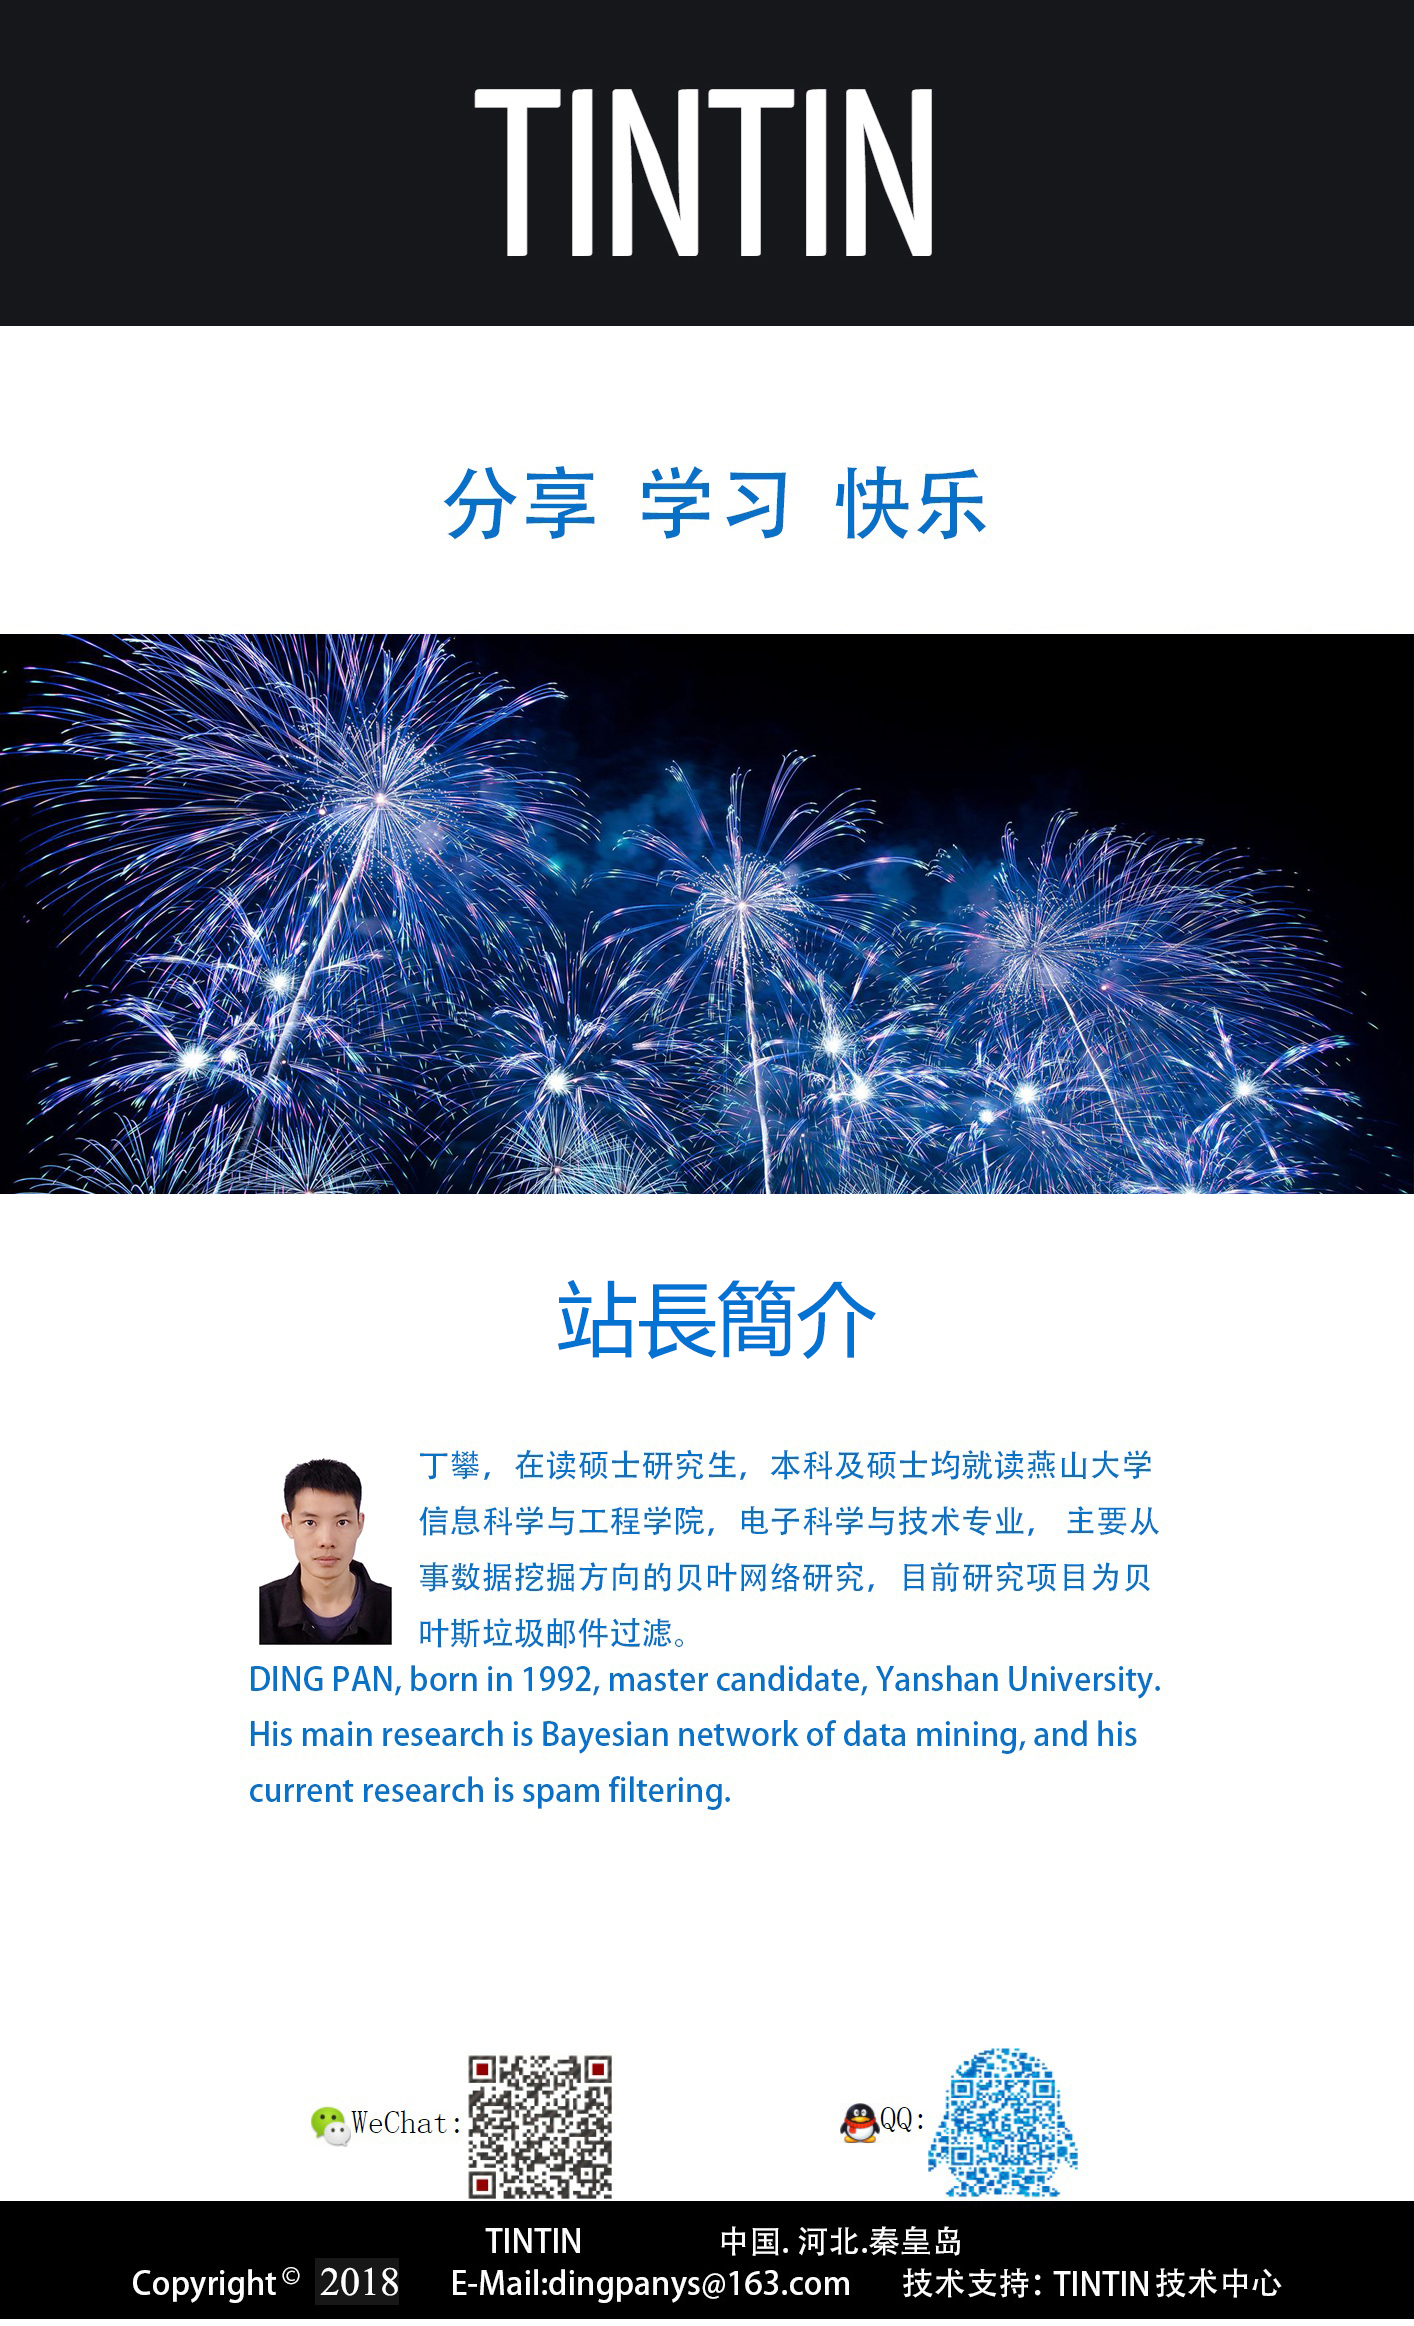 TINTIN
分享 学习 快乐
站長簡介
丁攀，在读硕士研究生，本科及硕士均就读燕山大学
信息科学与工程学院，电子科学与技术专业， 主要从
事数据挖掘方向的贝叶网络研究，目前研究项目为贝
叶斯垃圾邮件过滤。
DING PAN, born in 1992, master candidate, Yanshan University.
His main research is Bayesian network of data mining, and his
current research is spam filtering.
WeChat: QQ:
TINTIN 中国. 河北.秦皇岛
Copyright © 2018 E-Mail:dingpanys@163.com 技术支持：TINTIN 技术中心